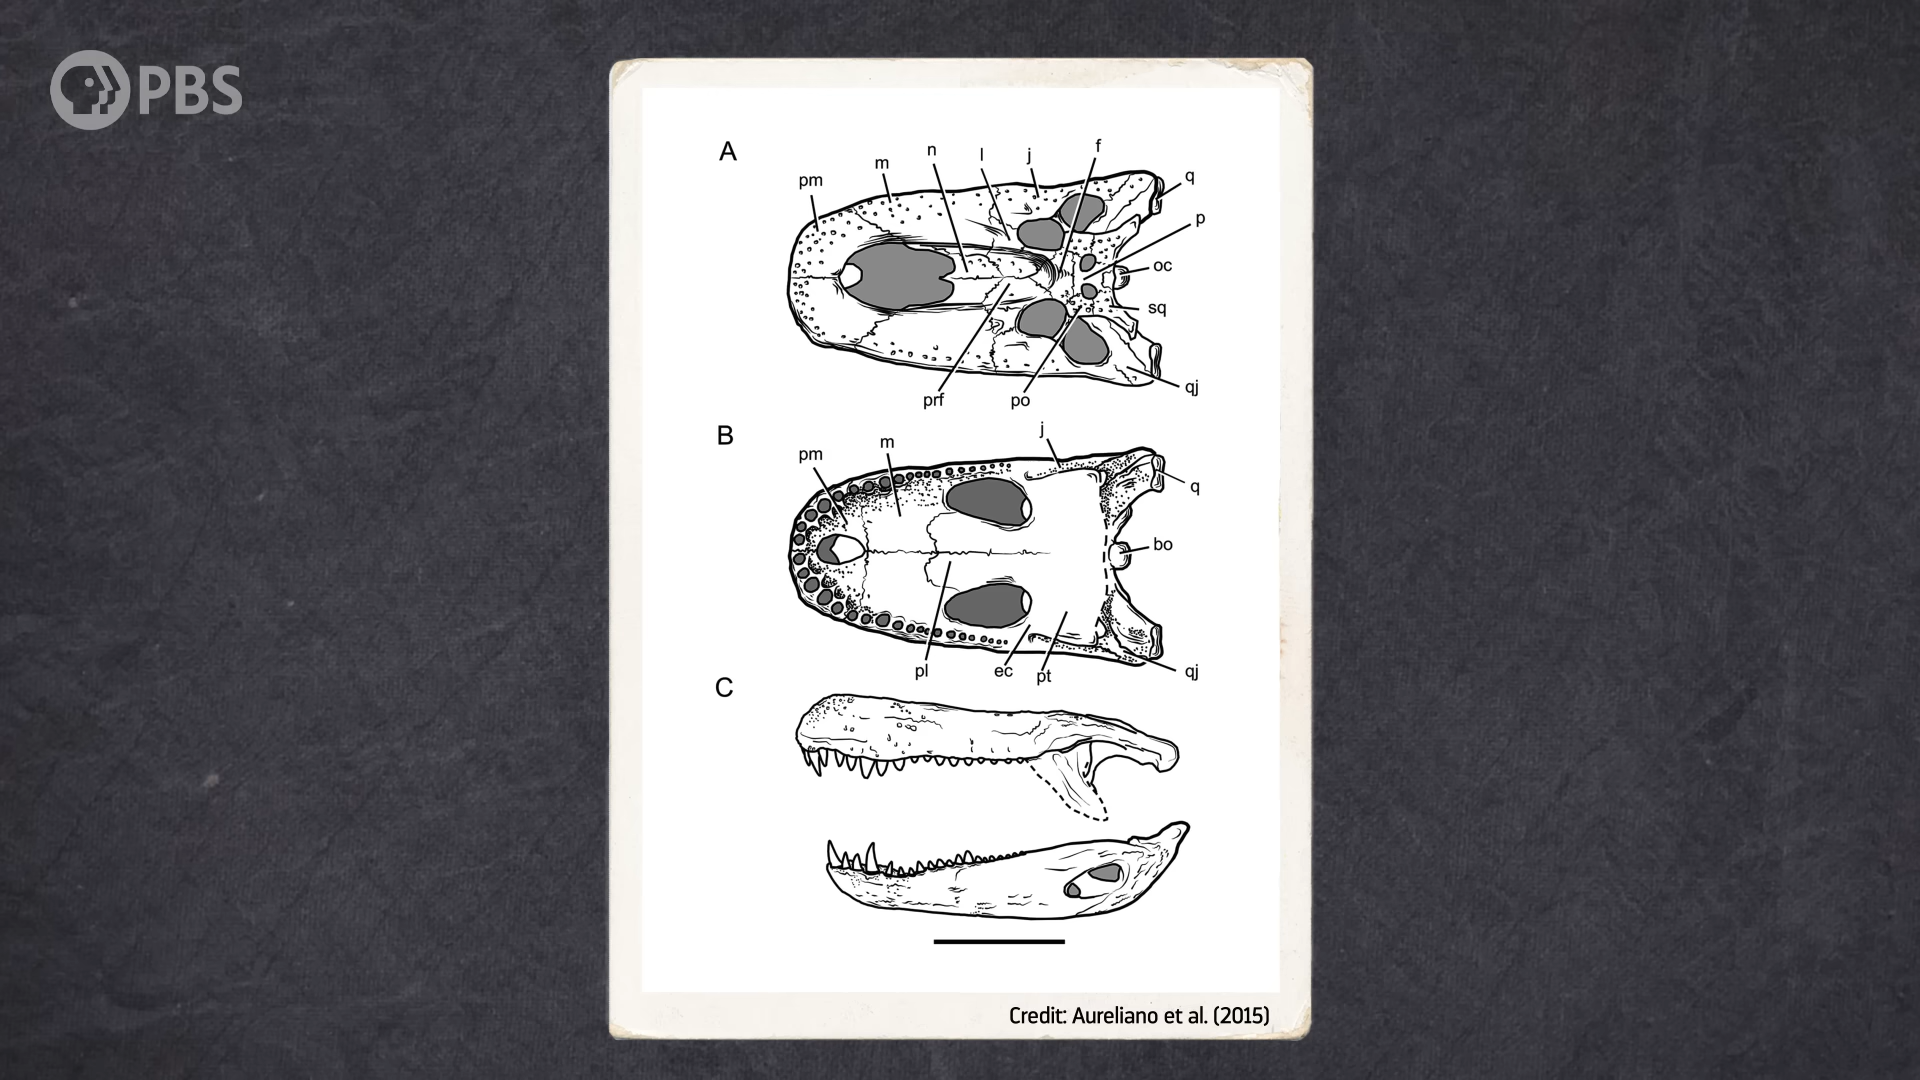 PBS
A
pm
m
n
l
j
f
q
p
oc
sq
qj
prf
po
B
pm
m
j
q
bo
qj
pl
ec
pt
C
Credit: Aureliano et al. (2015)